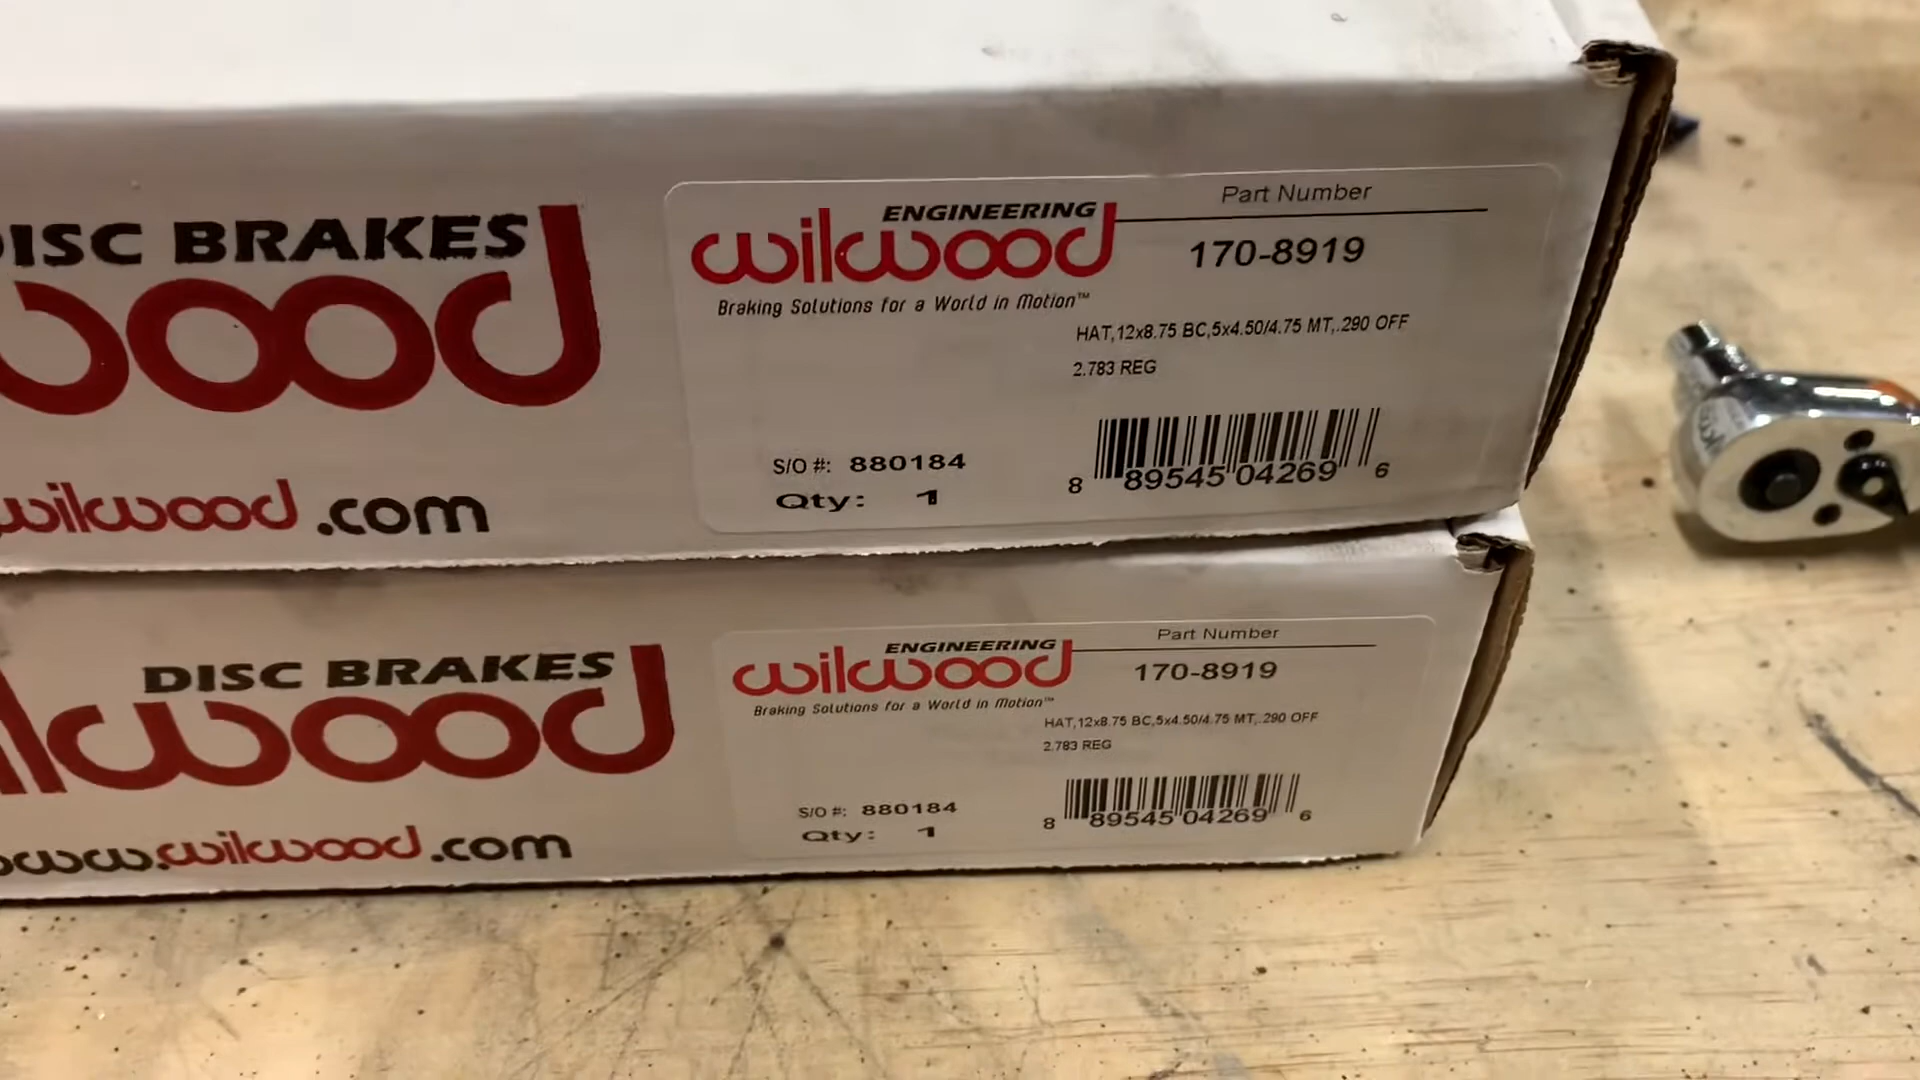 DISC BRAKES
wood
wilwood.com
ENGINEERING
wilwood
Braking Solutions for a World in Motion™
Part Number
170-8919
HAT,12x8.75 BC,5x4.50/4.75 MT,.290 OFF
2.783 REG
S/O #: 880184
Qty: 1
8 89545 04269 6
DISC BRAKES
ilwood
www.wilwood.com
ENGINEERING
wilwood
Braking Solutions for a World in Motion™
Part Number
170-8919
HAT,12x8.75 BC,5x4.50/4.75 MT,.290 OFF
2.783 REG
S/O #: 880184
Qty: 1
8 89545 04269 6